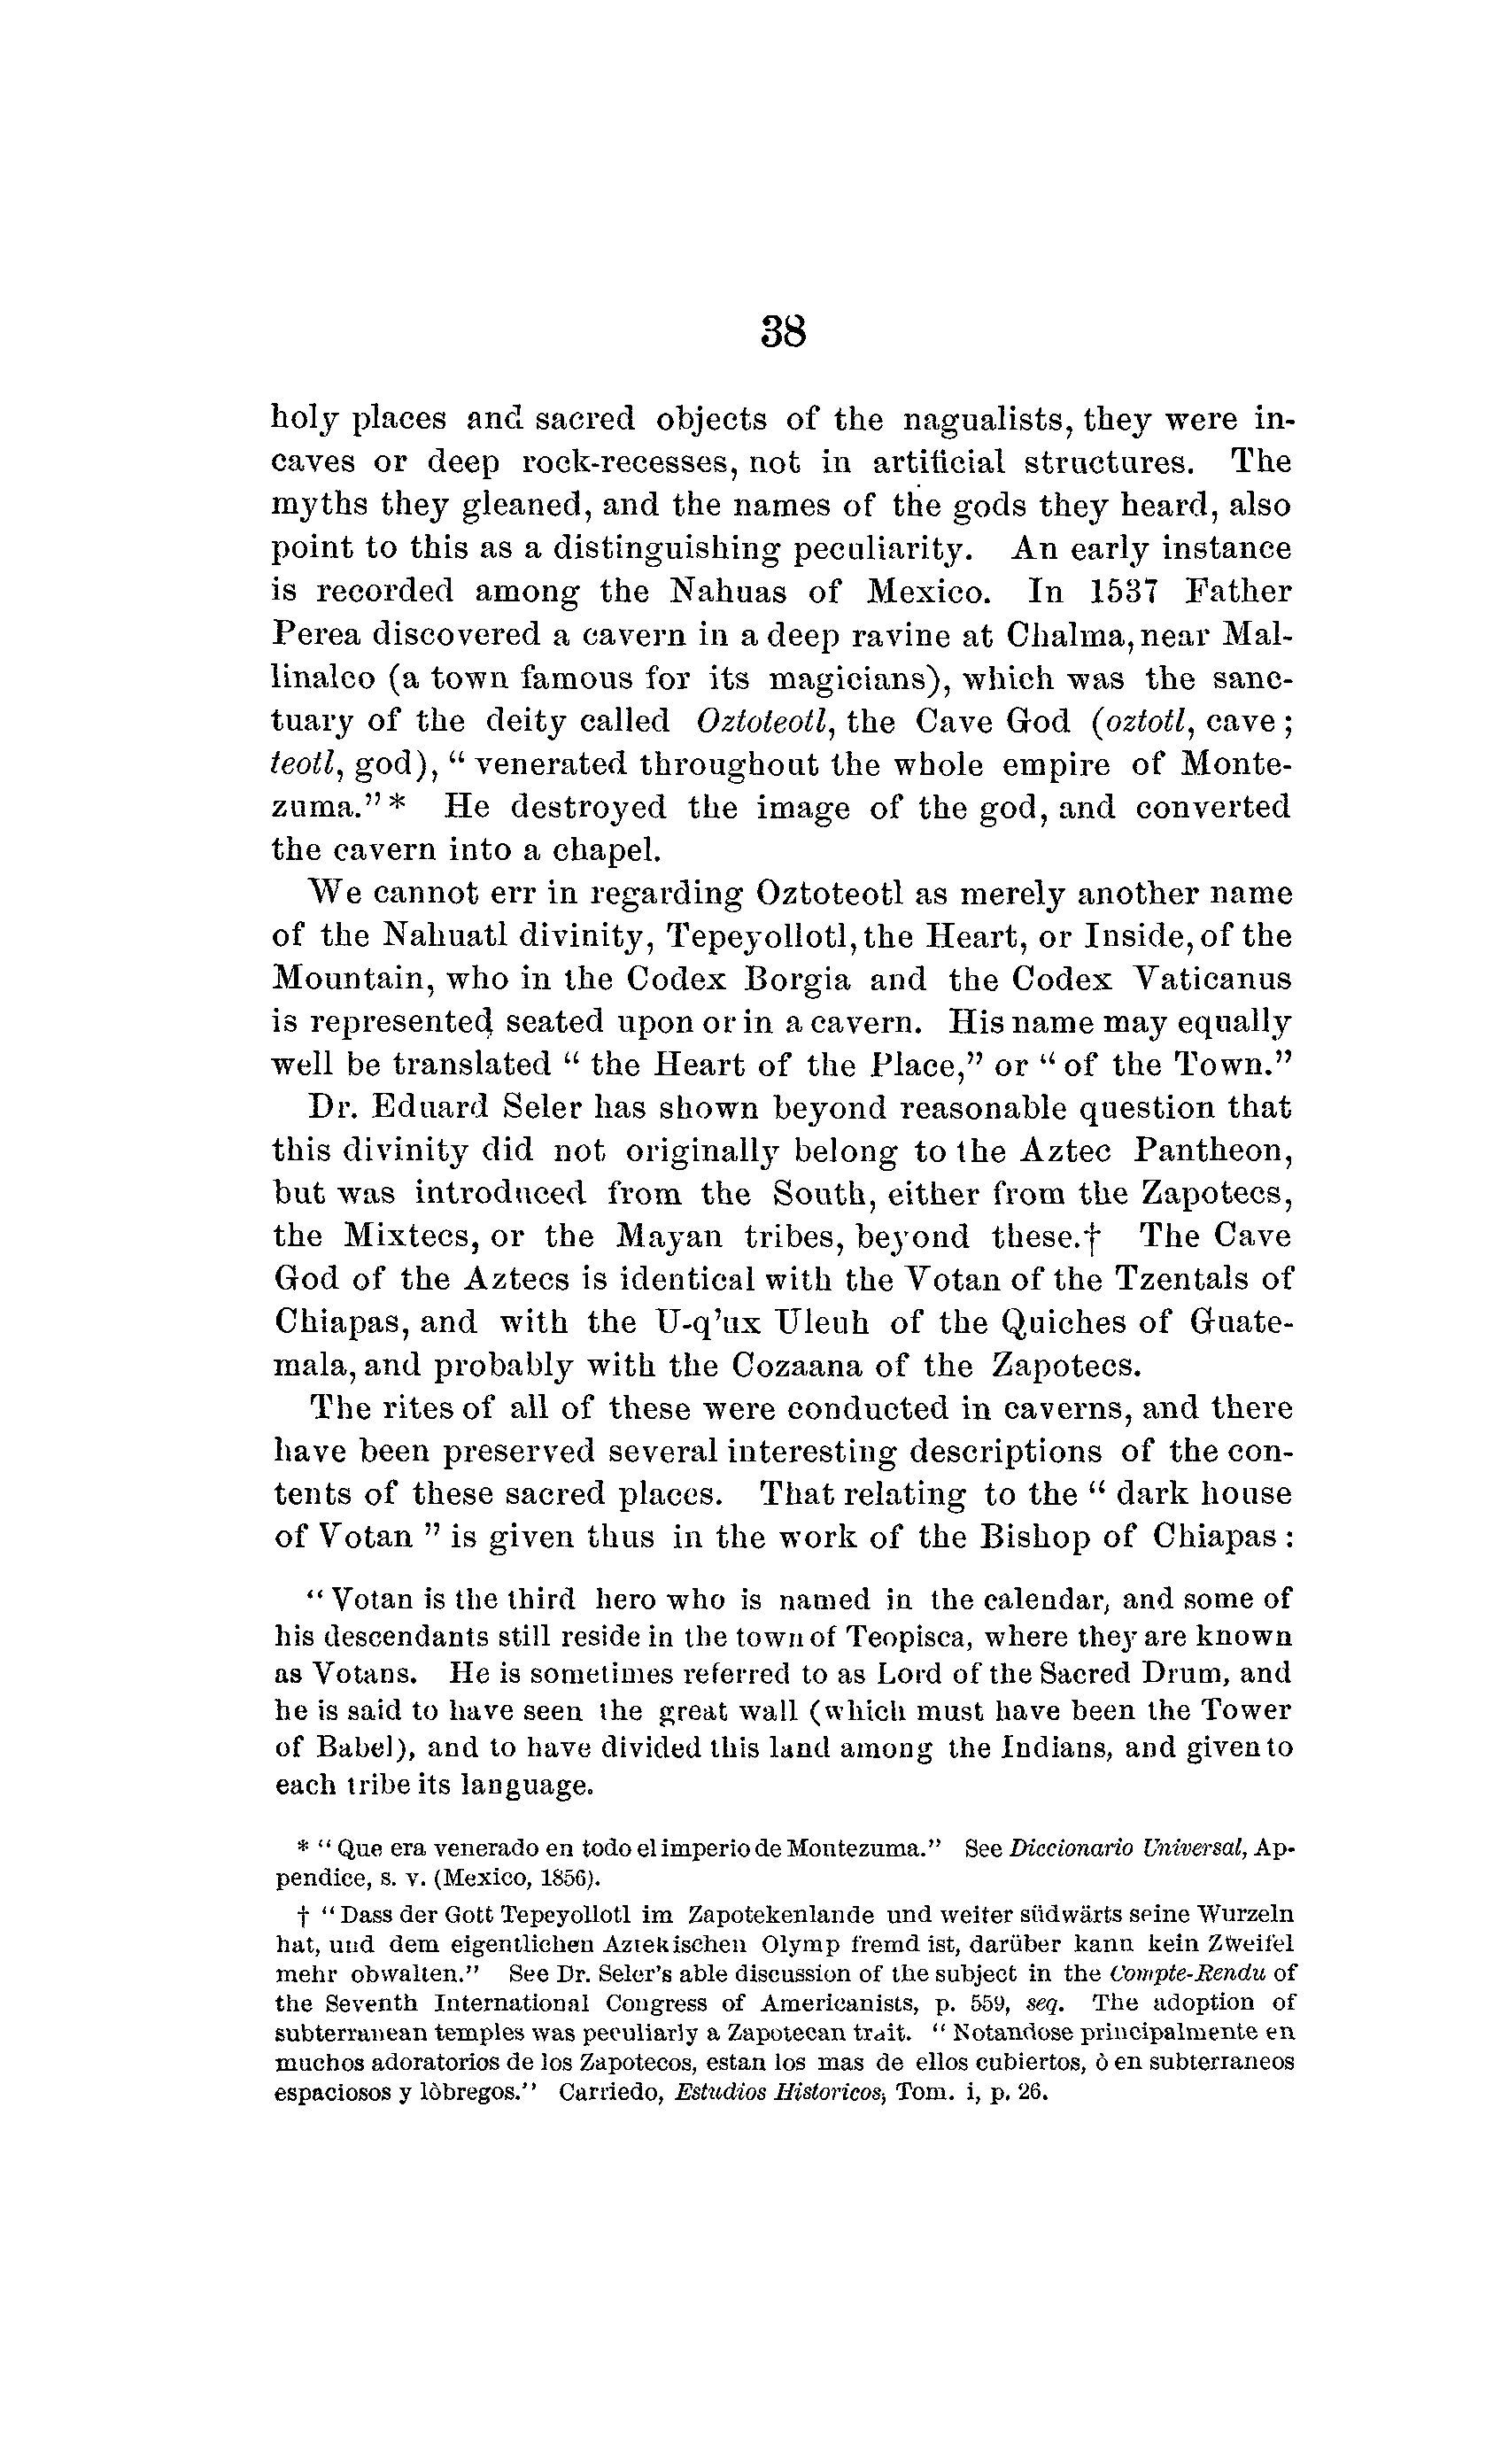 38
holy places and sacred objects of the nagualists, they were in-
caves or deep rock-recesses, not in artificial structures. The
myths they gleaned, and the names of the gods they heard, also
point to this as a distinguishing peculiarity. An early instance
is recorded among the Nahuas of Mexico. In 1537 Father
Perea discovered a cavern in a deep ravine at Chalma, near Mal-
linalco (a town famous for its magicians), which was the sanc-
tuary of the deity called Oztoteotl, the Cave God (oztotl, cave;
teotl, god), “venerated throughout the whole empire of Monte-
zuma.”* He destroyed the image of the god, and converted
the cavern into a chapel.
We cannot err in regarding Oztoteotl as merely another name
of the Nahuatl divinity, Tepeyollotl, the Heart, or Inside, of the
Mountain, who in the Codex Borgia and the Codex Vaticanus
is represented seated upon or in a cavern. His name may equally
well be translated “the Heart of the Place,” or “of the Town.”
Dr. Eduard Seler has shown beyond reasonable question that
this divinity did not originally belong to the Aztec Pantheon,
but was introduced from the South, either from the Zapotecs,
the Mixtecs, or the Mayan tribes, beyond these.† The Cave
God of the Aztecs is identical with the Votan of the Tzentals of
Chiapas, and with the U-q’ux Uleuh of the Quiches of Guate-
mala, and probably with the Cozaana of the Zapotecs.
The rites of all of these were conducted in caverns, and there
have been preserved several interesting descriptions of the con-
tents of these sacred places. That relating to the “dark house
of Votan” is given thus in the work of the Bishop of Chiapas:
“Votan is the third hero who is named in the calendar, and some of
his descendants still reside in the town of Teopisca, where they are known
as Votans. He is sometimes referred to as Lord of the Sacred Drum, and
he is said to have seen the great wall (which must have been the Tower
of Babel), and to have divided this land among the Indians, and given to
each tribe its language.
* “Que era venerado en todo el imperio de Montezuma.” See Diccionario Universal, Ap-
pendice, s. v. (Mexico, 1856).
† “Dass der Gott Tepeyollotl im Zapotekenlande und weiter südwärts seine Wurzeln
hat, und dem eigentlichen Aztekischen Olymp fremd ist, darüber kann kein Zweifel
mehr obwalten.” See Dr. Seler’s able discussion of the subject in the Compte-Rendu of
the Seventh International Congress of Americanists, p. 559, seq. The adoption of
subterranean temples was peculiarly a Zapotecan trait. “Notandose principalmente en
muchos adoratorios de los Zapotecos, estan los mas de ellos cubiertos, ò en subterraneos
espaciosos y lòbregos.” Carriedo, Estudios Historicos, Tom. i, p. 26.